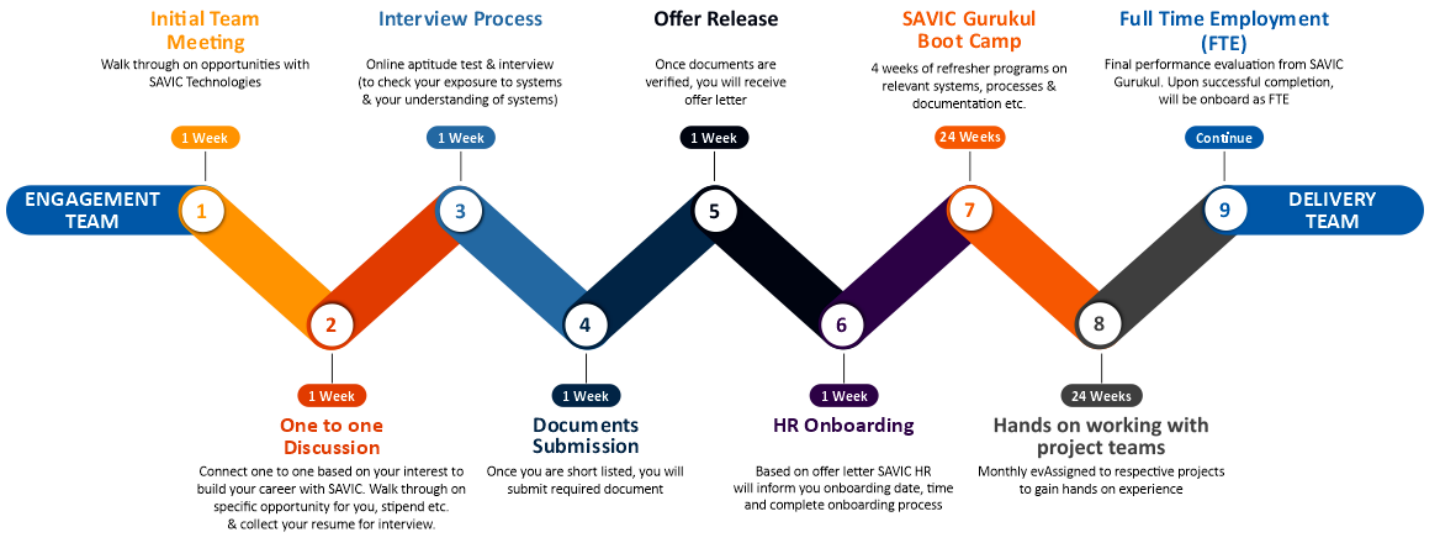 Initial Team
Meeting
Walk through on opportunities with
SAVIC Technologies
1 Week
Interview Process
Online aptitude test & interview
(to check your exposure to systems
& your understanding of systems)
1 Week
Offer Release
Once documents are
verified, you will receive
offer letter
1 Week
SAVIC Gurukul
Boot Camp
4 weeks of refresher programs on
relevant systems, processes &
documentation etc.
24 Weeks
Full Time Employment
(FTE)
Final performance evaluation from SAVIC
Gurukul. Upon successful completion,
will be onboard as FTE
Continue
ENGAGEMENT
TEAM
1
3
5
7
9
DELIVERY
TEAM
2
4
6
8
1 Week
One to one
Discussion
Connect one to one based on your interest to
build your career with SAVIC. Walk through on
specific opportunity for you, stipend etc.
& collect your resume for interview.
1 Week
Documents
Submission
Once you are short listed, you will
submit required document
1 Week
HR Onboarding
Based on offer letter SAVIC HR
will inform you onboarding date, time
and complete onboarding process
24 Weeks
Hands on working with
project teams
Monthly evAssigned to respective projects
to gain hands on experience